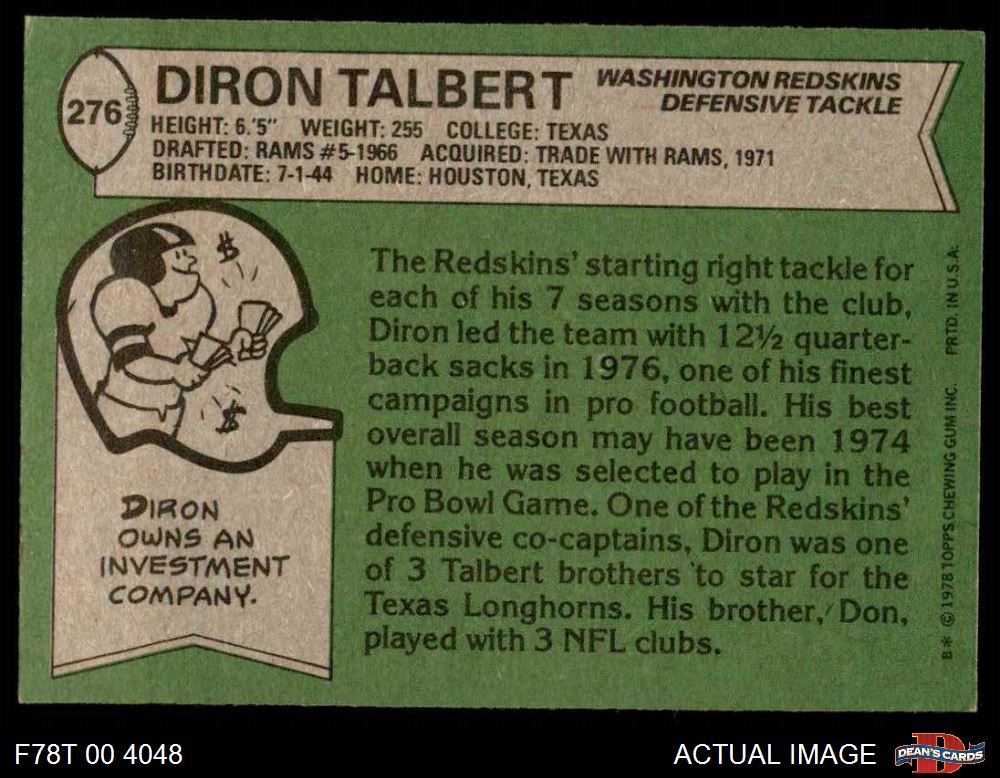 276
DIRON TALBERT
WASHINGTON REDSKINS
DEFENSIVE TACKLE
HEIGHT: 6.'5" WEIGHT: 255 COLLEGE: TEXAS
DRAFTED: RAMS #5-1966 ACQUIRED: TRADE WITH RAMS, 1971
BIRTHDATE: 7-1-44 HOME: HOUSTON, TEXAS
$
$
DIRON
OWNS AN
INVESTMENT
COMPANY.
The Redskins' starting right tackle for
each of his 7 seasons with the club,
Diron led the team with 12½ quarter-
back sacks in 1976, one of his finest
campaigns in pro football. His best
overall season may have been 1974
when he was selected to play in the
Pro Bowl Game. One of the Redskins'
defensive co-captains, Diron was one
of 3 Talbert brothers to star for the
Texas Longhorns. His brother, Don,
played with 3 NFL clubs.
B* © 1978 TOPPS CHEWING GUM INC. PRTD. IN U.S.A.
F78T 00 4048
ACTUAL IMAGE
D
DEAN'S CARDS